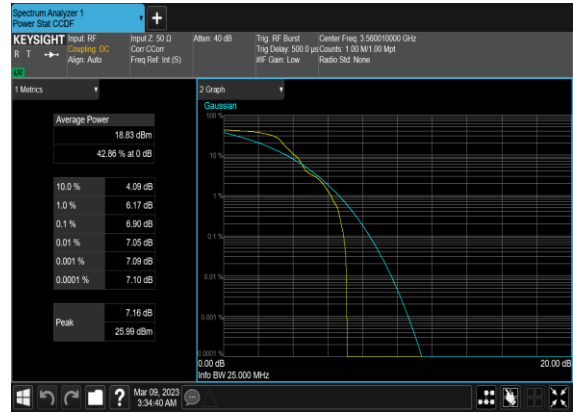 Spectrum Analyzer 1
Power Stat CCDF
KEYSIGHT
R T
LXI
Input: RF
Coupling: DC
Align: Auto
Input Z: 50 Ω
Corr CCorr
Freq Ref: Int (S)
Atten: 40 dB
Trig: RF Burst
Trig Delay: 500.0 µs
#IF Gain: Low
Center Freq: 3.560010000 GHz
Counts: 1.00 M/1.00 Mpt
Radio Std: None
1 Metrics
Average Power
18.83 dBm
42.86 % at 0 dB
10.0 % 4.09 dB
1.0 % 6.17 dB
0.1 % 6.90 dB
0.01 % 7.05 dB
0.001 % 7.09 dB
0.0001 % 7.10 dB
Peak
7.16 dB
25.99 dBm
2 Graph
Gaussian
100 %
10 %
1 %
0.1 %
0.01 %
0.001 %
0.0001 %
0.00 dB
20.00 dB
Info BW 25.000 MHz
?
Mar 09, 2023
3:34:40 AM